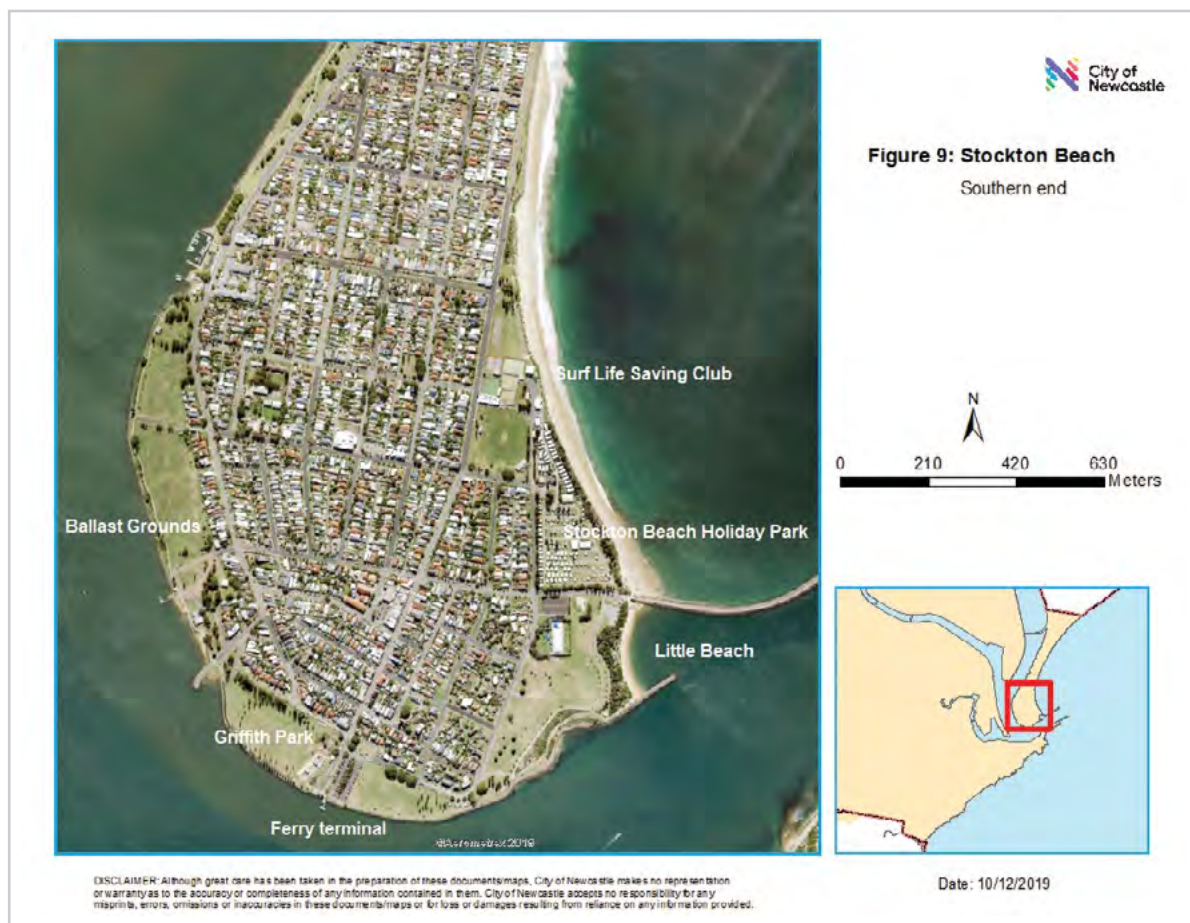 City of
Newcastle
Figure 9: Stockton Beach
Southern end
Surf Life Saving Club
N
0 210 420 630
Meters
Ballast Grounds
Stockton Beach Holiday Park
Little Beach
Griffith Park
Ferry terminal
©Aerometrex 2019
DISCLAIMER: Although great care has been taken in the preparation of these documents/maps, City of Newcastle makes no representation
or warranty as to the accuracy or completeness of any information contained in them. City of Newcastle accepts no responsibility for any
misprints, errors, omissions or inaccuracies in these documents/maps or for loss or damages resulting from reliance on any information provided.
Date: 10/12/2019